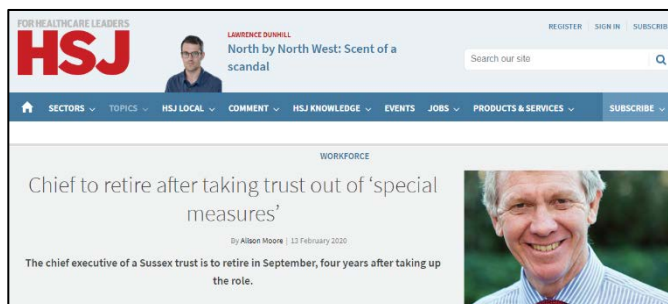 FOR HEALTHCARE LEADERS
HSJ
LAWRENCE DUNHILL
North by North West: Scent of a
scandal
REGISTER SIGN IN SUBSCRIB
Search our site
SECTORS TOPICS HSJ LOCAL COMMENT HSJ KNOWLEDGE EVENTS JOBS PRODUCTS & SERVICES SUBSCRIBE
WORKFORCE
Chief to retire after taking trust out of ‘special
measures’
By Alison Moore | 13 February 2020
The chief executive of a Sussex trust is to retire in September, four years after taking up
the role.